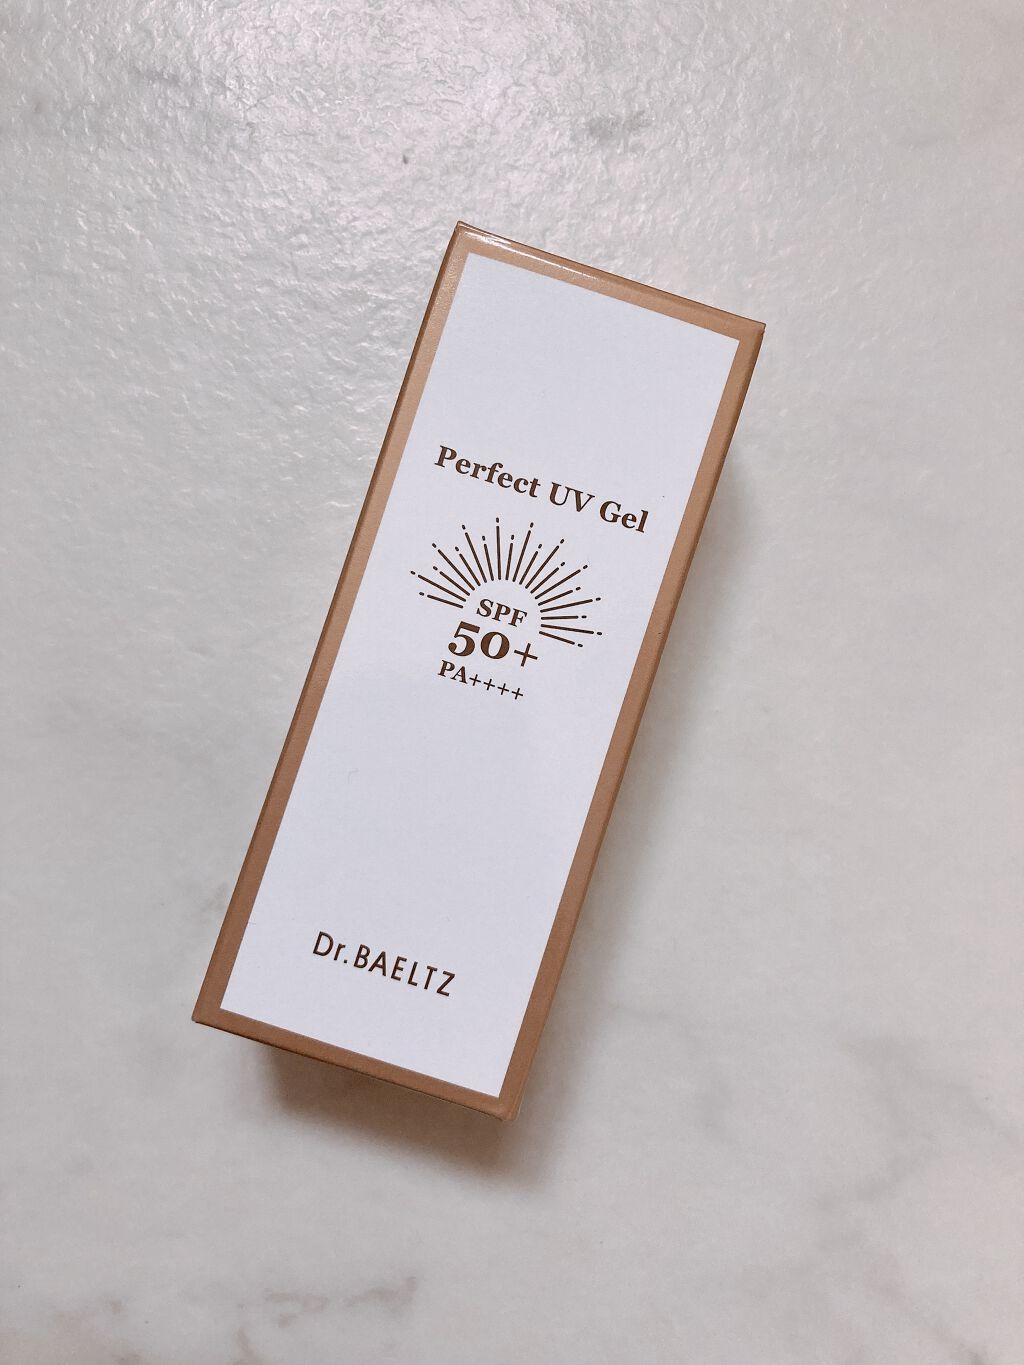 Perfect UV Gel
SPF
50+
PA++++
Dr.BAELTZ